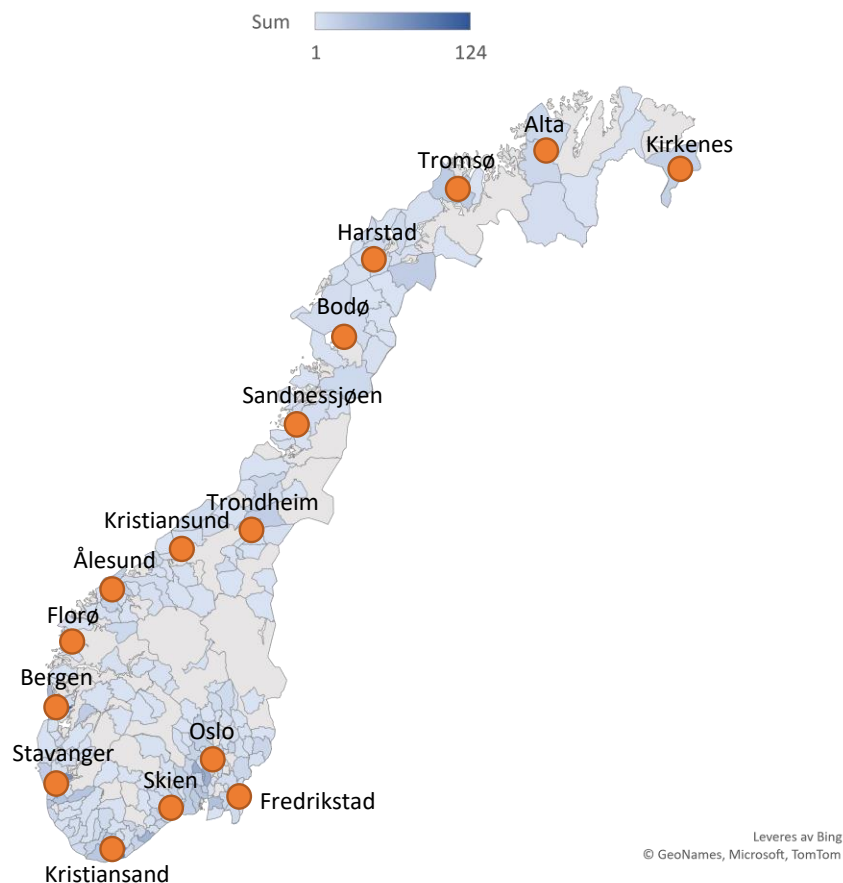 Sum
1 124
Alta
Kirkenes
Tromsø
Harstad
Bodø
Sandnessjøen
Trondheim
Kristiansund
Ålesund
Florø
Bergen
Oslo
Stavanger
Skien
Fredrikstad
Leveres av Bing
© GeoNames, Microsoft, TomTom
Kristiansand